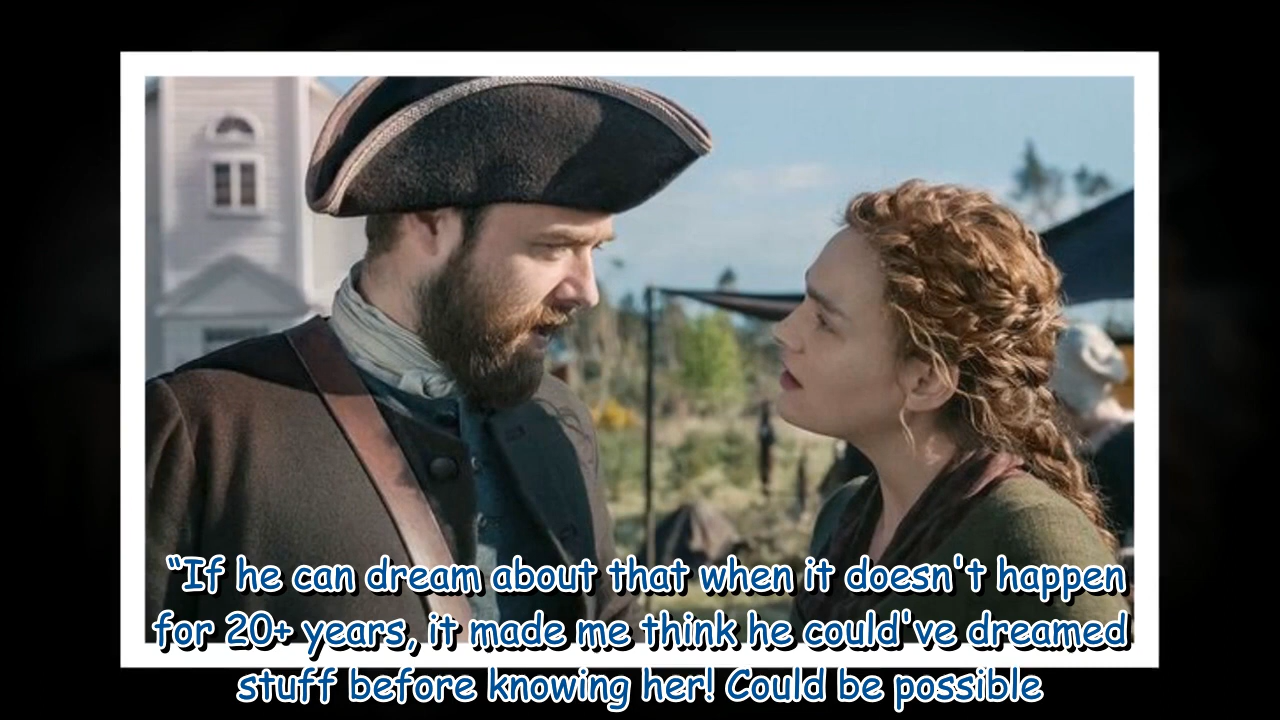 “If he can dream about that when it doesn't happen
for 20+ years, it made me think he could've dreamed
stuff before knowing her! Could be possible